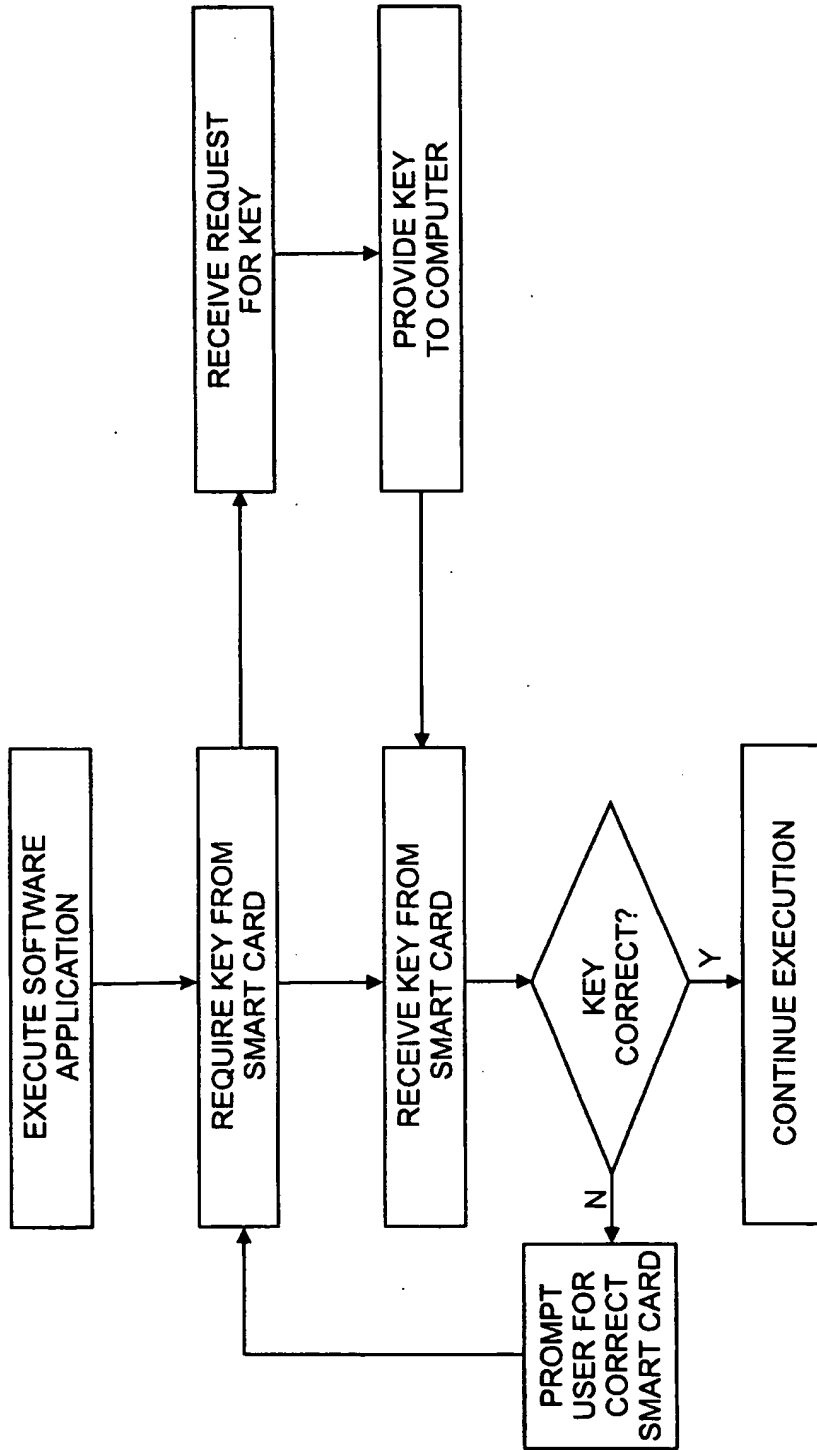 EXECUTE SOFTWARE
APPLICATION
REQUIRE KEY FROM
SMART CARD
RECEIVE REQUEST
FOR KEY
PROVIDE KEY
TO COMPUTER
RECEIVE KEY FROM
SMART CARD
KEY
CORRECT?
N
Y
PROMPT
USER FOR
CORRECT
SMART CARD
CONTINUE EXECUTION